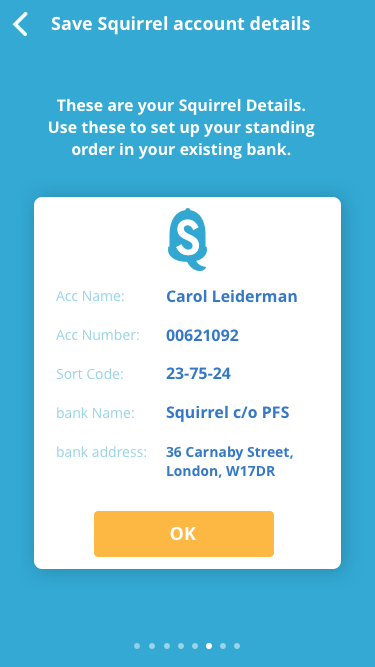 Save Squirrel account details
These are your Squirrel Details.
Use these to set up your standing
order in your existing bank.
S
Acc Name: Carol Leiderman
Acc Number: 00621092
Sort Code: 23-75-24
bank Name: Squirrel c/o PFS
bank address: 36 Carnaby Street,
London, W17DR
OK